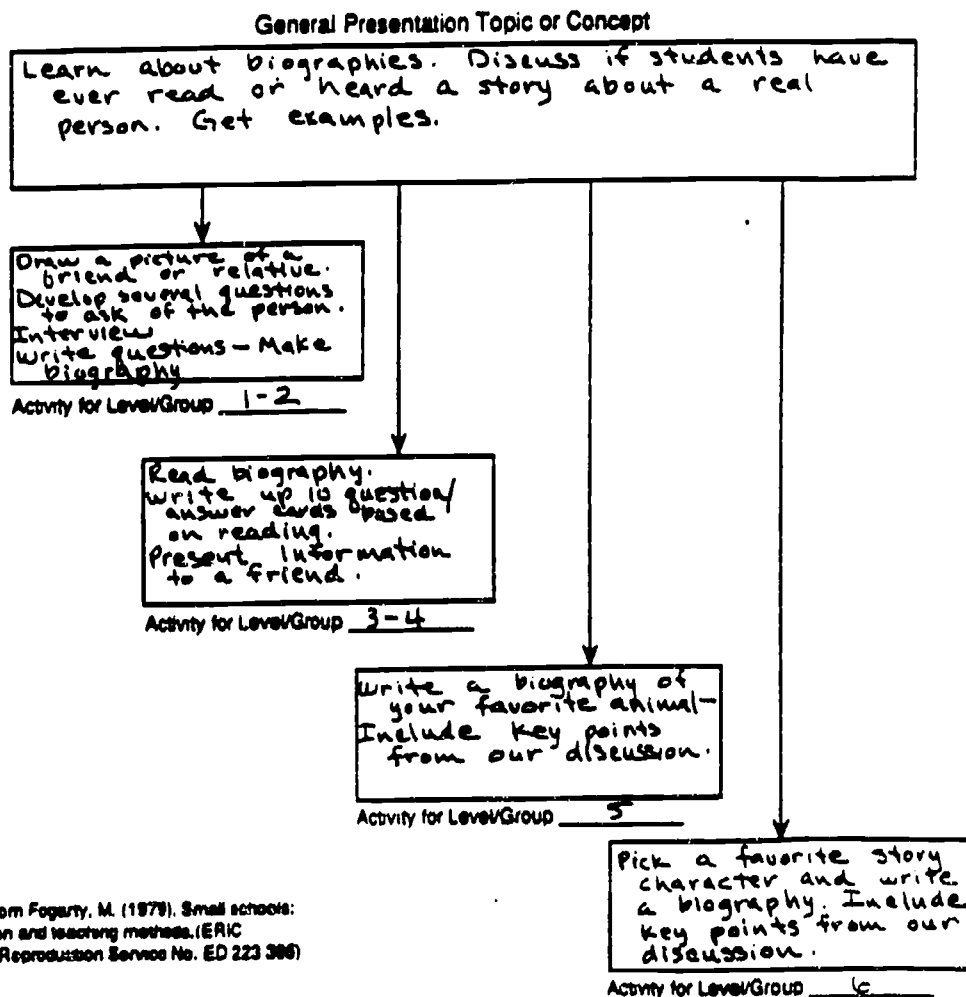 General Presentation Topic or Concept
Learn about biographies. Discuss if students have
ever read or heard a story about a real
person. Get examples.
Draw a picture of a
friend or relative.
Develop several questions
to ask of the person.
Interview
Write questions - Make
biography
Activity for Level/Group 1-2
Read biography.
Write up 10 question/
answer cards based
on reading.
Present information
to a friend.
Activity for Level/Group 3-4
Write a biography of
your favorite animal-
Include key points
from our discussion.
Activity for Level/Group 5
Pick a favorite story
character and write
a biography. Include
key points from our
discussion.
Activity for Level/Group 6
om Fogarty, M. (1979). Small schools:
on and teaching methods. (ERIC
Reproduction Service No. ED 223 396)